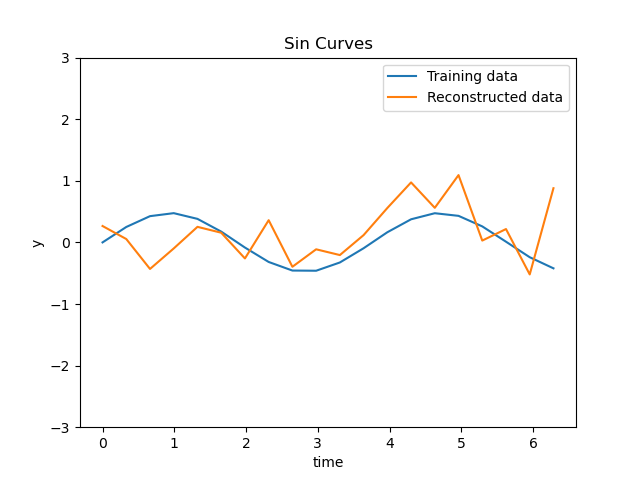 Sin Curves
Training data
Reconstructed data
3
2
1
0
−1
−2
−3
y
0 1 2 3 4 5 6
time